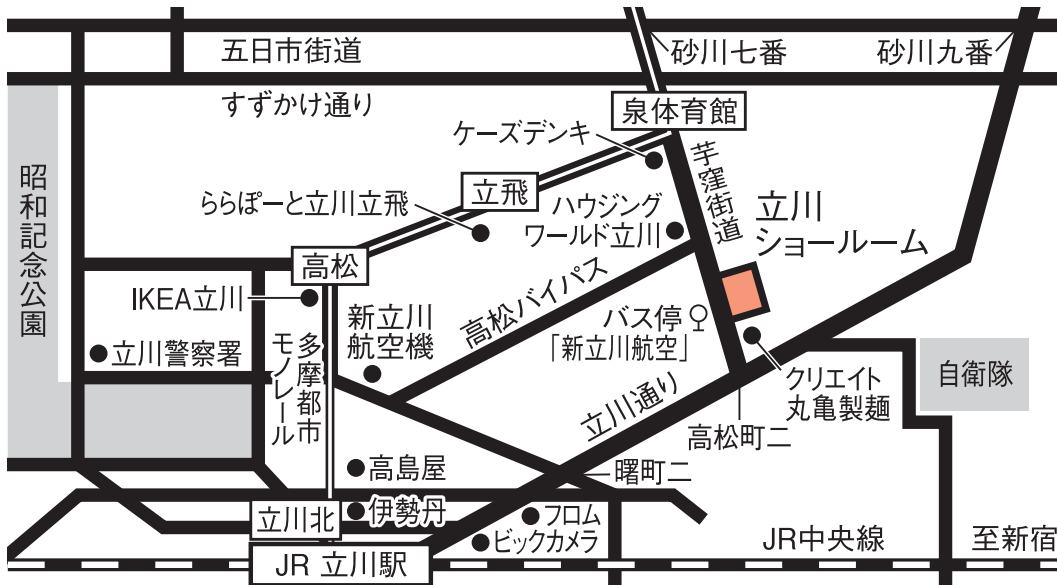 五日市街道
砂川七番
砂川九番
すずかけ通り
泉体育館
ケーズデンキ
芋窪街道
昭和記念公園
立飛
ららぽーと立川立飛
ハウジング
ワールド立川
立川
ショールーム
高松
IKEA立川
新立川
航空機
高松バイパス
バス停
「新立川航空」
立川警察署
多摩都市
モノレール
立川通り
クリエイト
丸亀製麺
自衛隊
高松町二
高島屋
曙町二
立川北
伊勢丹
フロム
ビックカメラ
JR中央線
至新宿
JR 立川駅